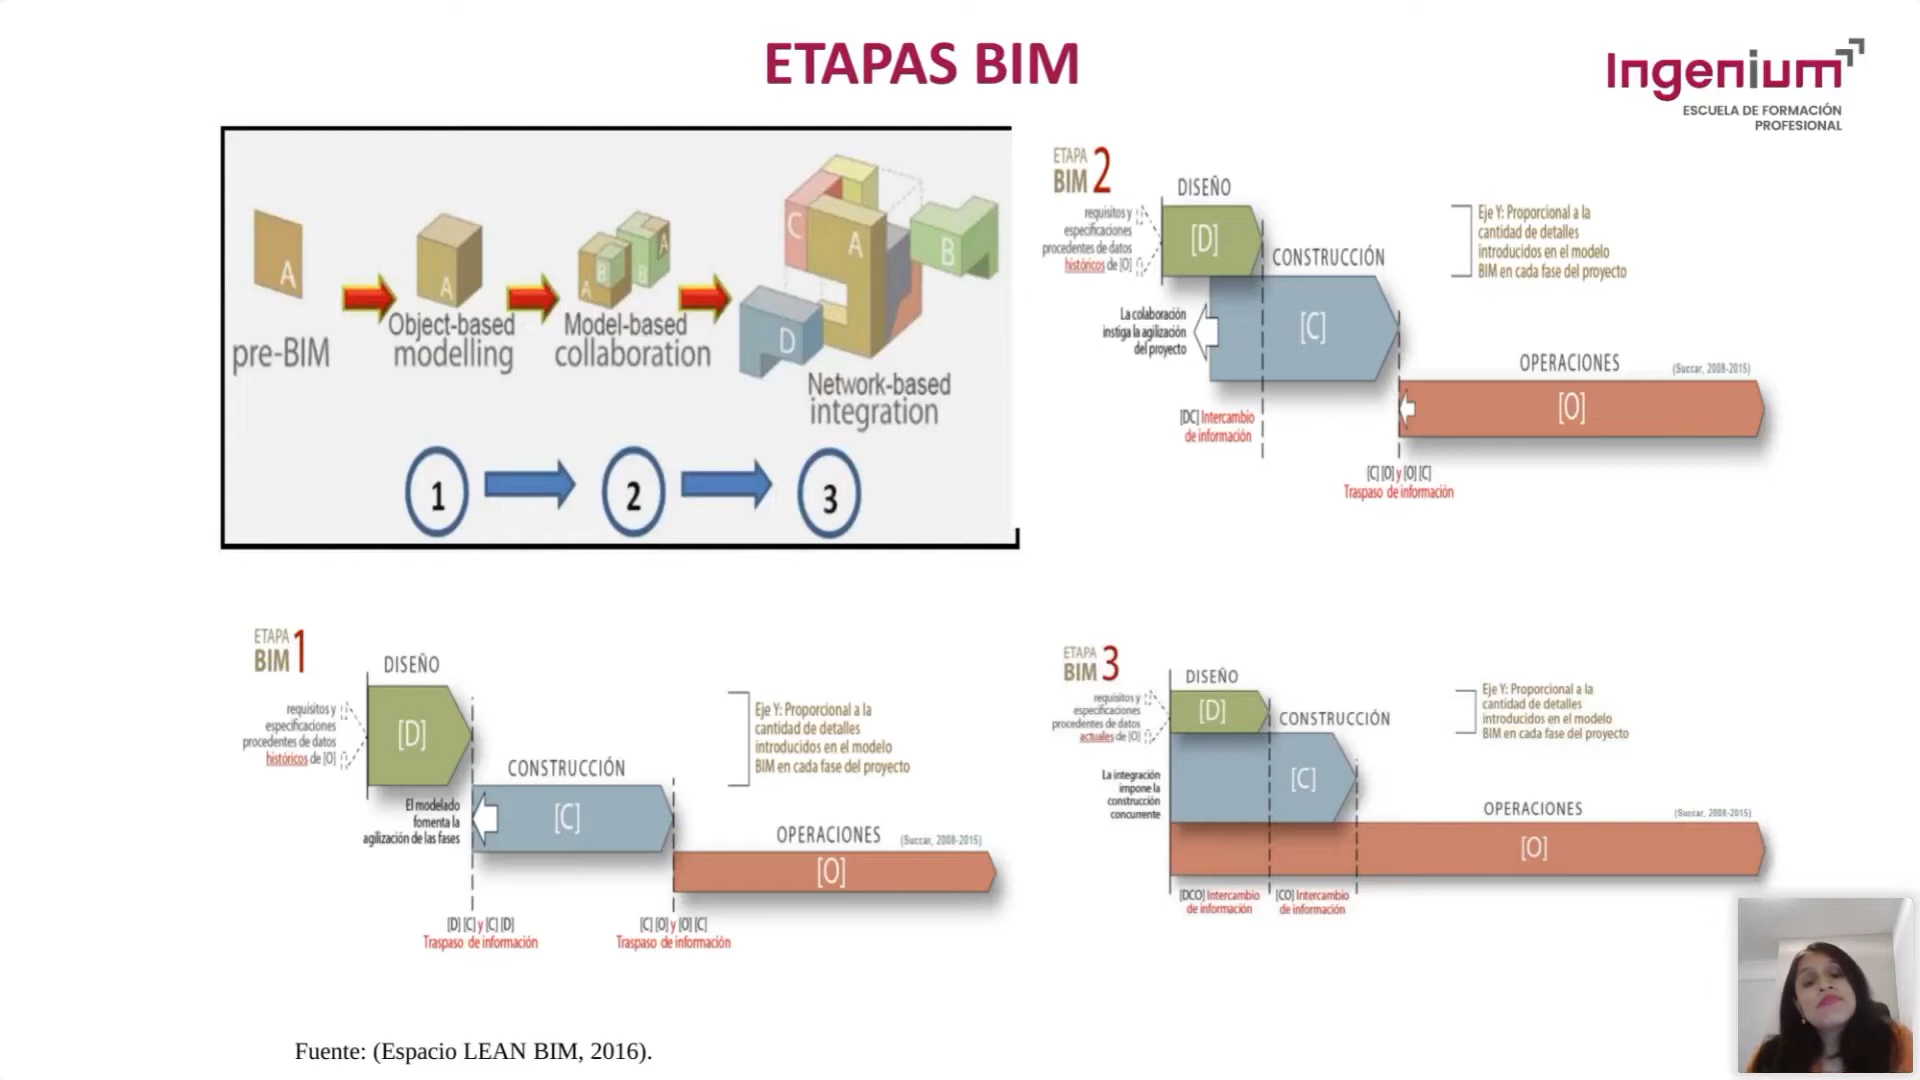 ETAPAS BIM
Ingenium
ESCUELA DE FORMACIÓN
PROFESIONAL
A
A
A
B
B
A
C
A
B
D
pre-BIM
Object-based
modelling
Model-based
collaboration
Network-based
integration
1
2
3
ETAPA
BIM 2
DISEÑO
requisitos y
especificaciones
procedentes de datos
históricos de [O]
[D]
CONSTRUCCIÓN
Eje Y: Proporcional a la
cantidad de detalles
introducidos en el modelo
BIM en cada fase del proyecto
La colaboración
instiga la agilización
del proyecto
[C]
OPERACIONES
(Succar, 2008-2015)
[O]
[DC] Intercambio
de información
[C] [O] y [O] [C]
Traspaso de información
ETAPA
BIM 1
DISEÑO
requisitos y
especificaciones
procedentes de datos
históricos de [O]
[D]
Eje Y: Proporcional a la
cantidad de detalles
introducidos en el modelo
BIM en cada fase del proyecto
CONSTRUCCIÓN
El modelado
fomenta la
agilización de las fases
[C]
OPERACIONES
(Succar, 2008-2015)
[O]
[D] [C] y [C] [D]
Traspaso de información
[C] [O] y [O] [C]
Traspaso de información
ETAPA
BIM 3
DISEÑO
requisitos y
especificaciones
procedentes de datos
actuales de [O]
[D]
CONSTRUCCIÓN
Eje Y: Proporcional a la
cantidad de detalles
introducidos en el modelo
BIM en cada fase del proyecto
La integración
impone la
construcción
concurrente
[C]
OPERACIONES
(Succar, 2008-2015)
[O]
[DCO] Intercambio
de información
[CO] Intercambio
de información
Fuente: (Espacio LEAN BIM, 2016).